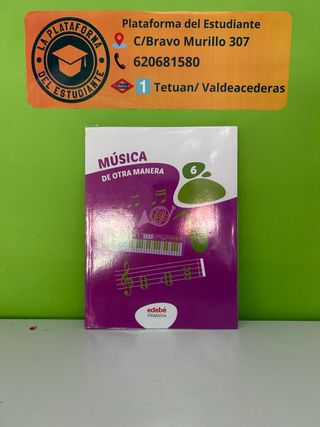 LA PLATAFORMA
DEL ESTUDIANTE
Plataforma del Estudiante
C/Bravo Murillo 307
620681580
1 Tetuan/ Valdeacederas
MÚSICA
DE OTRA MANERA
6
edebé
PRIMARIA